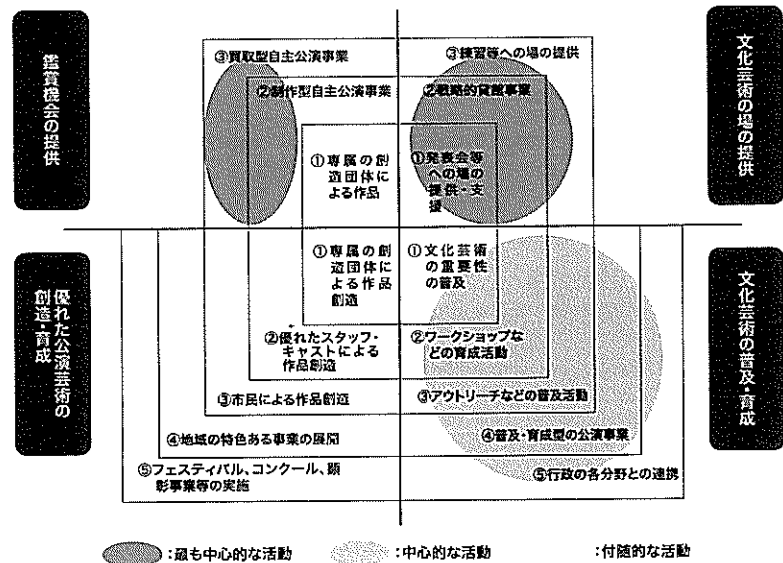 鑑賞機会の提供
文化芸術の場の提供
③買取型自主公演事業
③練習等への場の提供
②制作型自主公演事業
②戦略的貸館事業
①専属の創
造団体に
よる作品
①発表会等
への場の
提供・支
援
①専属の創
造団体に
よる作品
創造
①文化芸術
の重要性
の普及
優れた公演芸術の
創造・育成
文化芸術の普及・育成
②優れたスタッフ・
キャストによる
作品創造
②ワークショップな
どの育成活動
③市民による作品創造
③アウトリーチなどの普及活動
④地域の特色ある事業の展開
④普及・育成型の公演事業
⑤フェスティバル、コンクール、顕
彰事業等の実施
⑤行政の各分野との連携
:最も中心的な活動
:中心的な活動
:付随的な活動